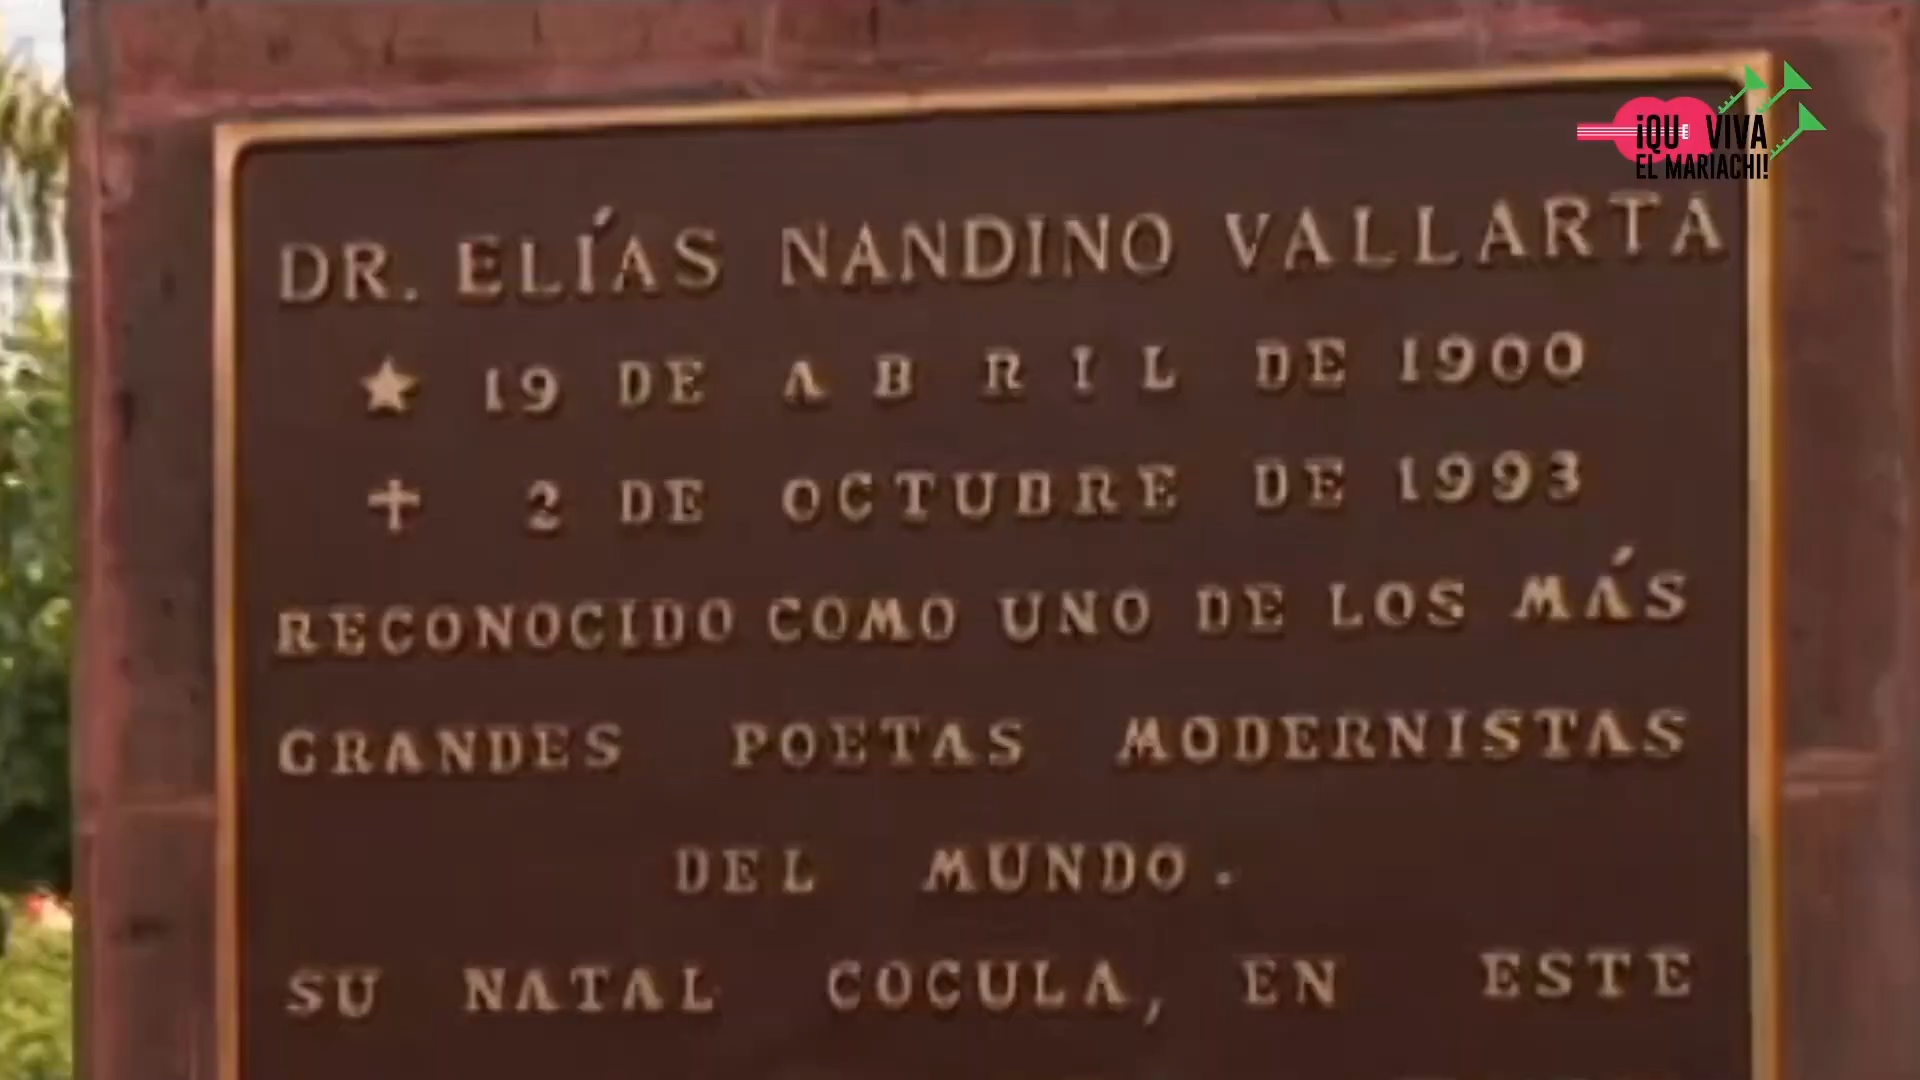 ¡QUE VIVA
EL MARIACHI!
DR. ELÍAS NANDINO VALLARTA
★ 19 DE ABRIL DE 1900
✝ 2 DE OCTUBRE DE 1993
RECONOCIDO COMO UNO DE LOS MÁS
GRANDES POETAS MODERNISTAS
DEL MUNDO.
SU NATAL COCULA, EN ESTE